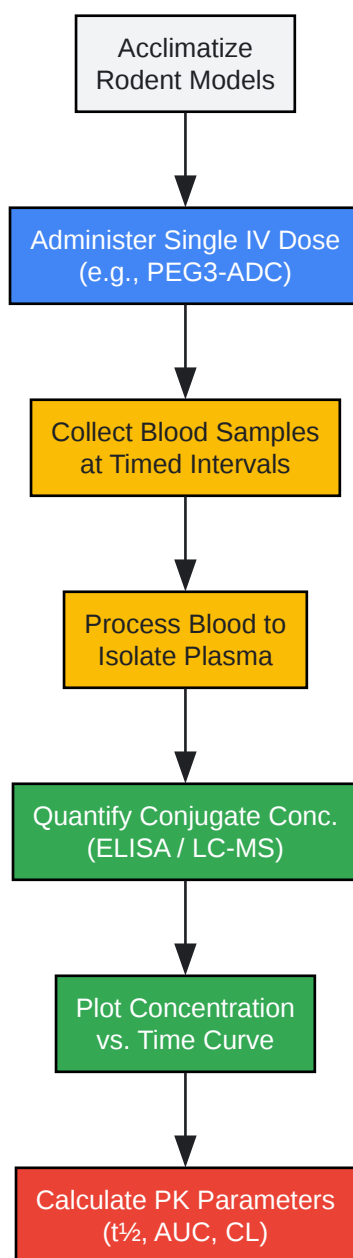 Acclimatize
Rodent Models
Administer Single IV Dose
(e.g., PEG3-ADC)
Collect Blood Samples
at Timed Intervals
Process Blood to
Isolate Plasma
Quantify Conjugate Conc.
(ELISA / LC-MS)
Plot Concentration
vs. Time Curve
Calculate PK Parameters
(t½, AUC, CL)